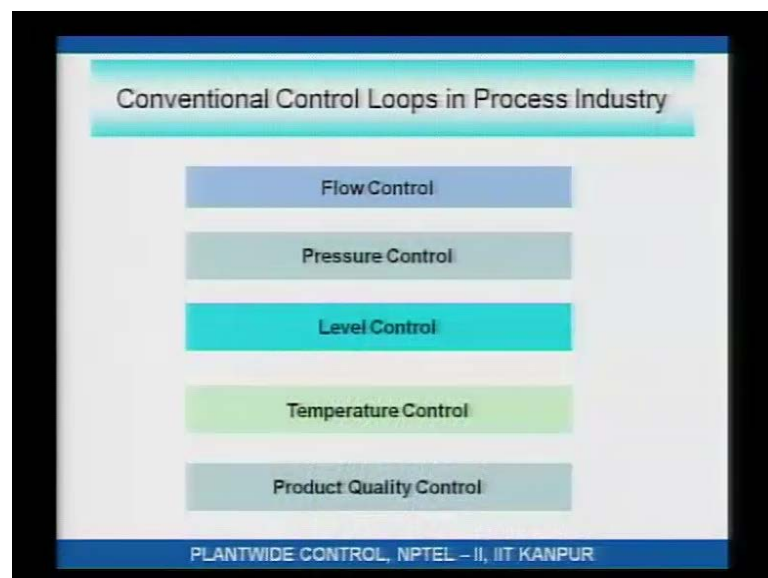 Conventional Control Loops in Process Industry
Flow Control
Pressure Control
Level Control
Temperature Control
Product Quality Control
PLANTWIDE CONTROL, NPTEL – II, IIT KANPUR